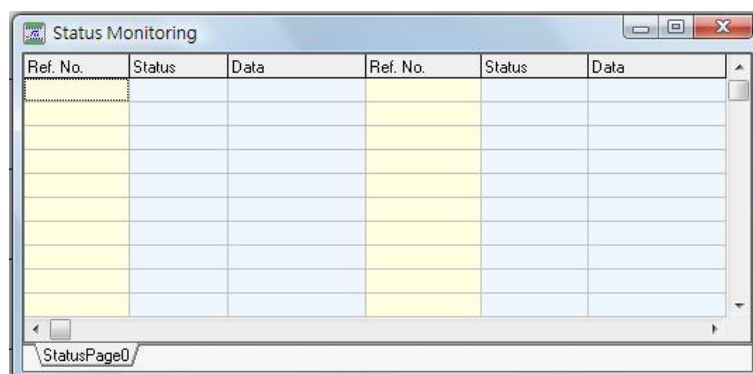 Status Monitoring
Ref. No. Status Data Ref. No. Status Data
StatusPage0